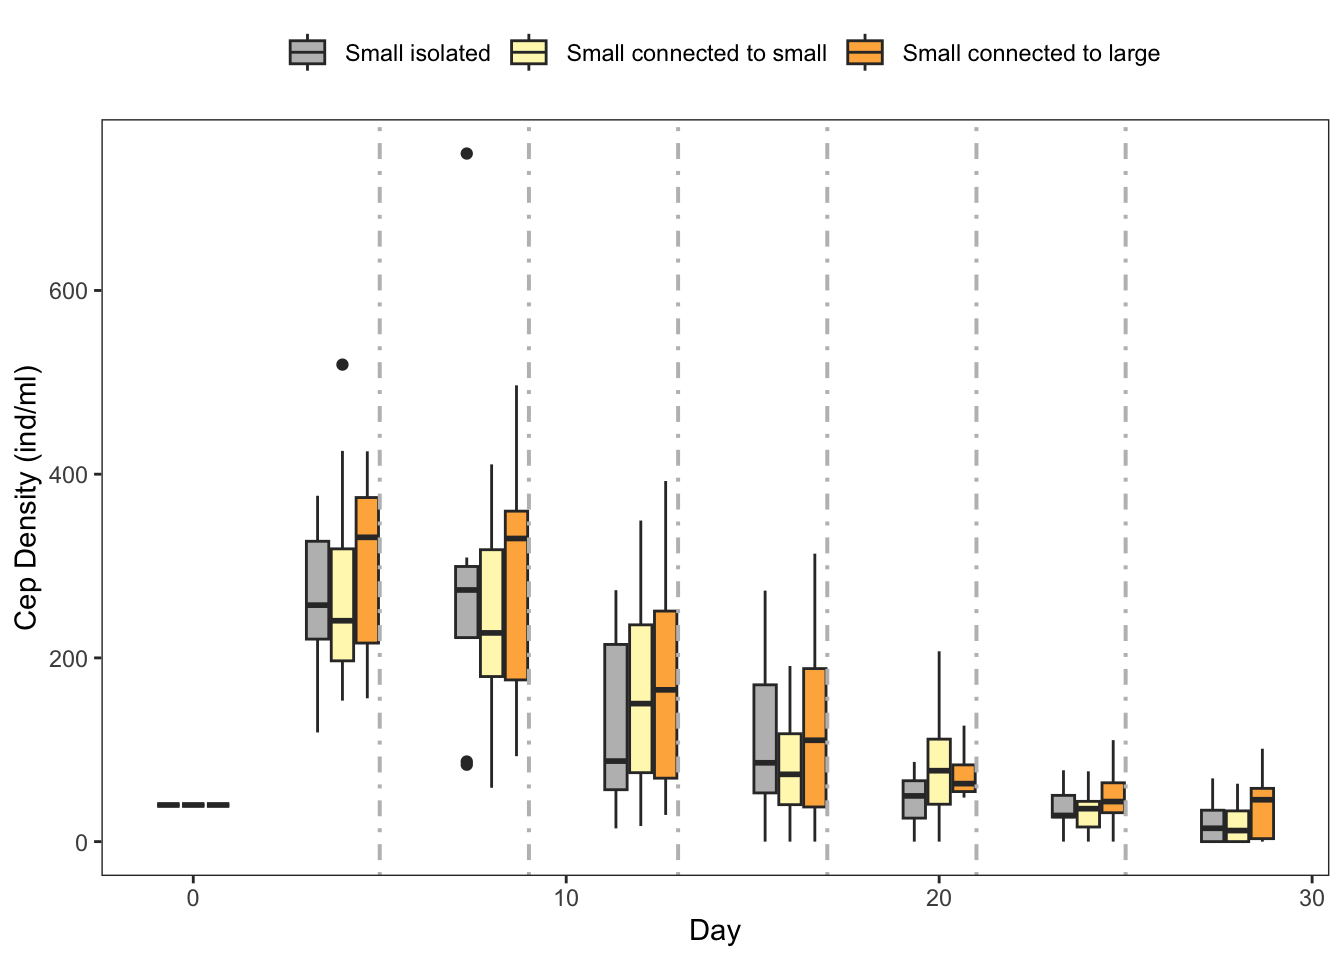 Small isolated Small connected to small Small connected to large
Cep Density (ind/ml)
600
400
200
0
0 10 20 30
Day